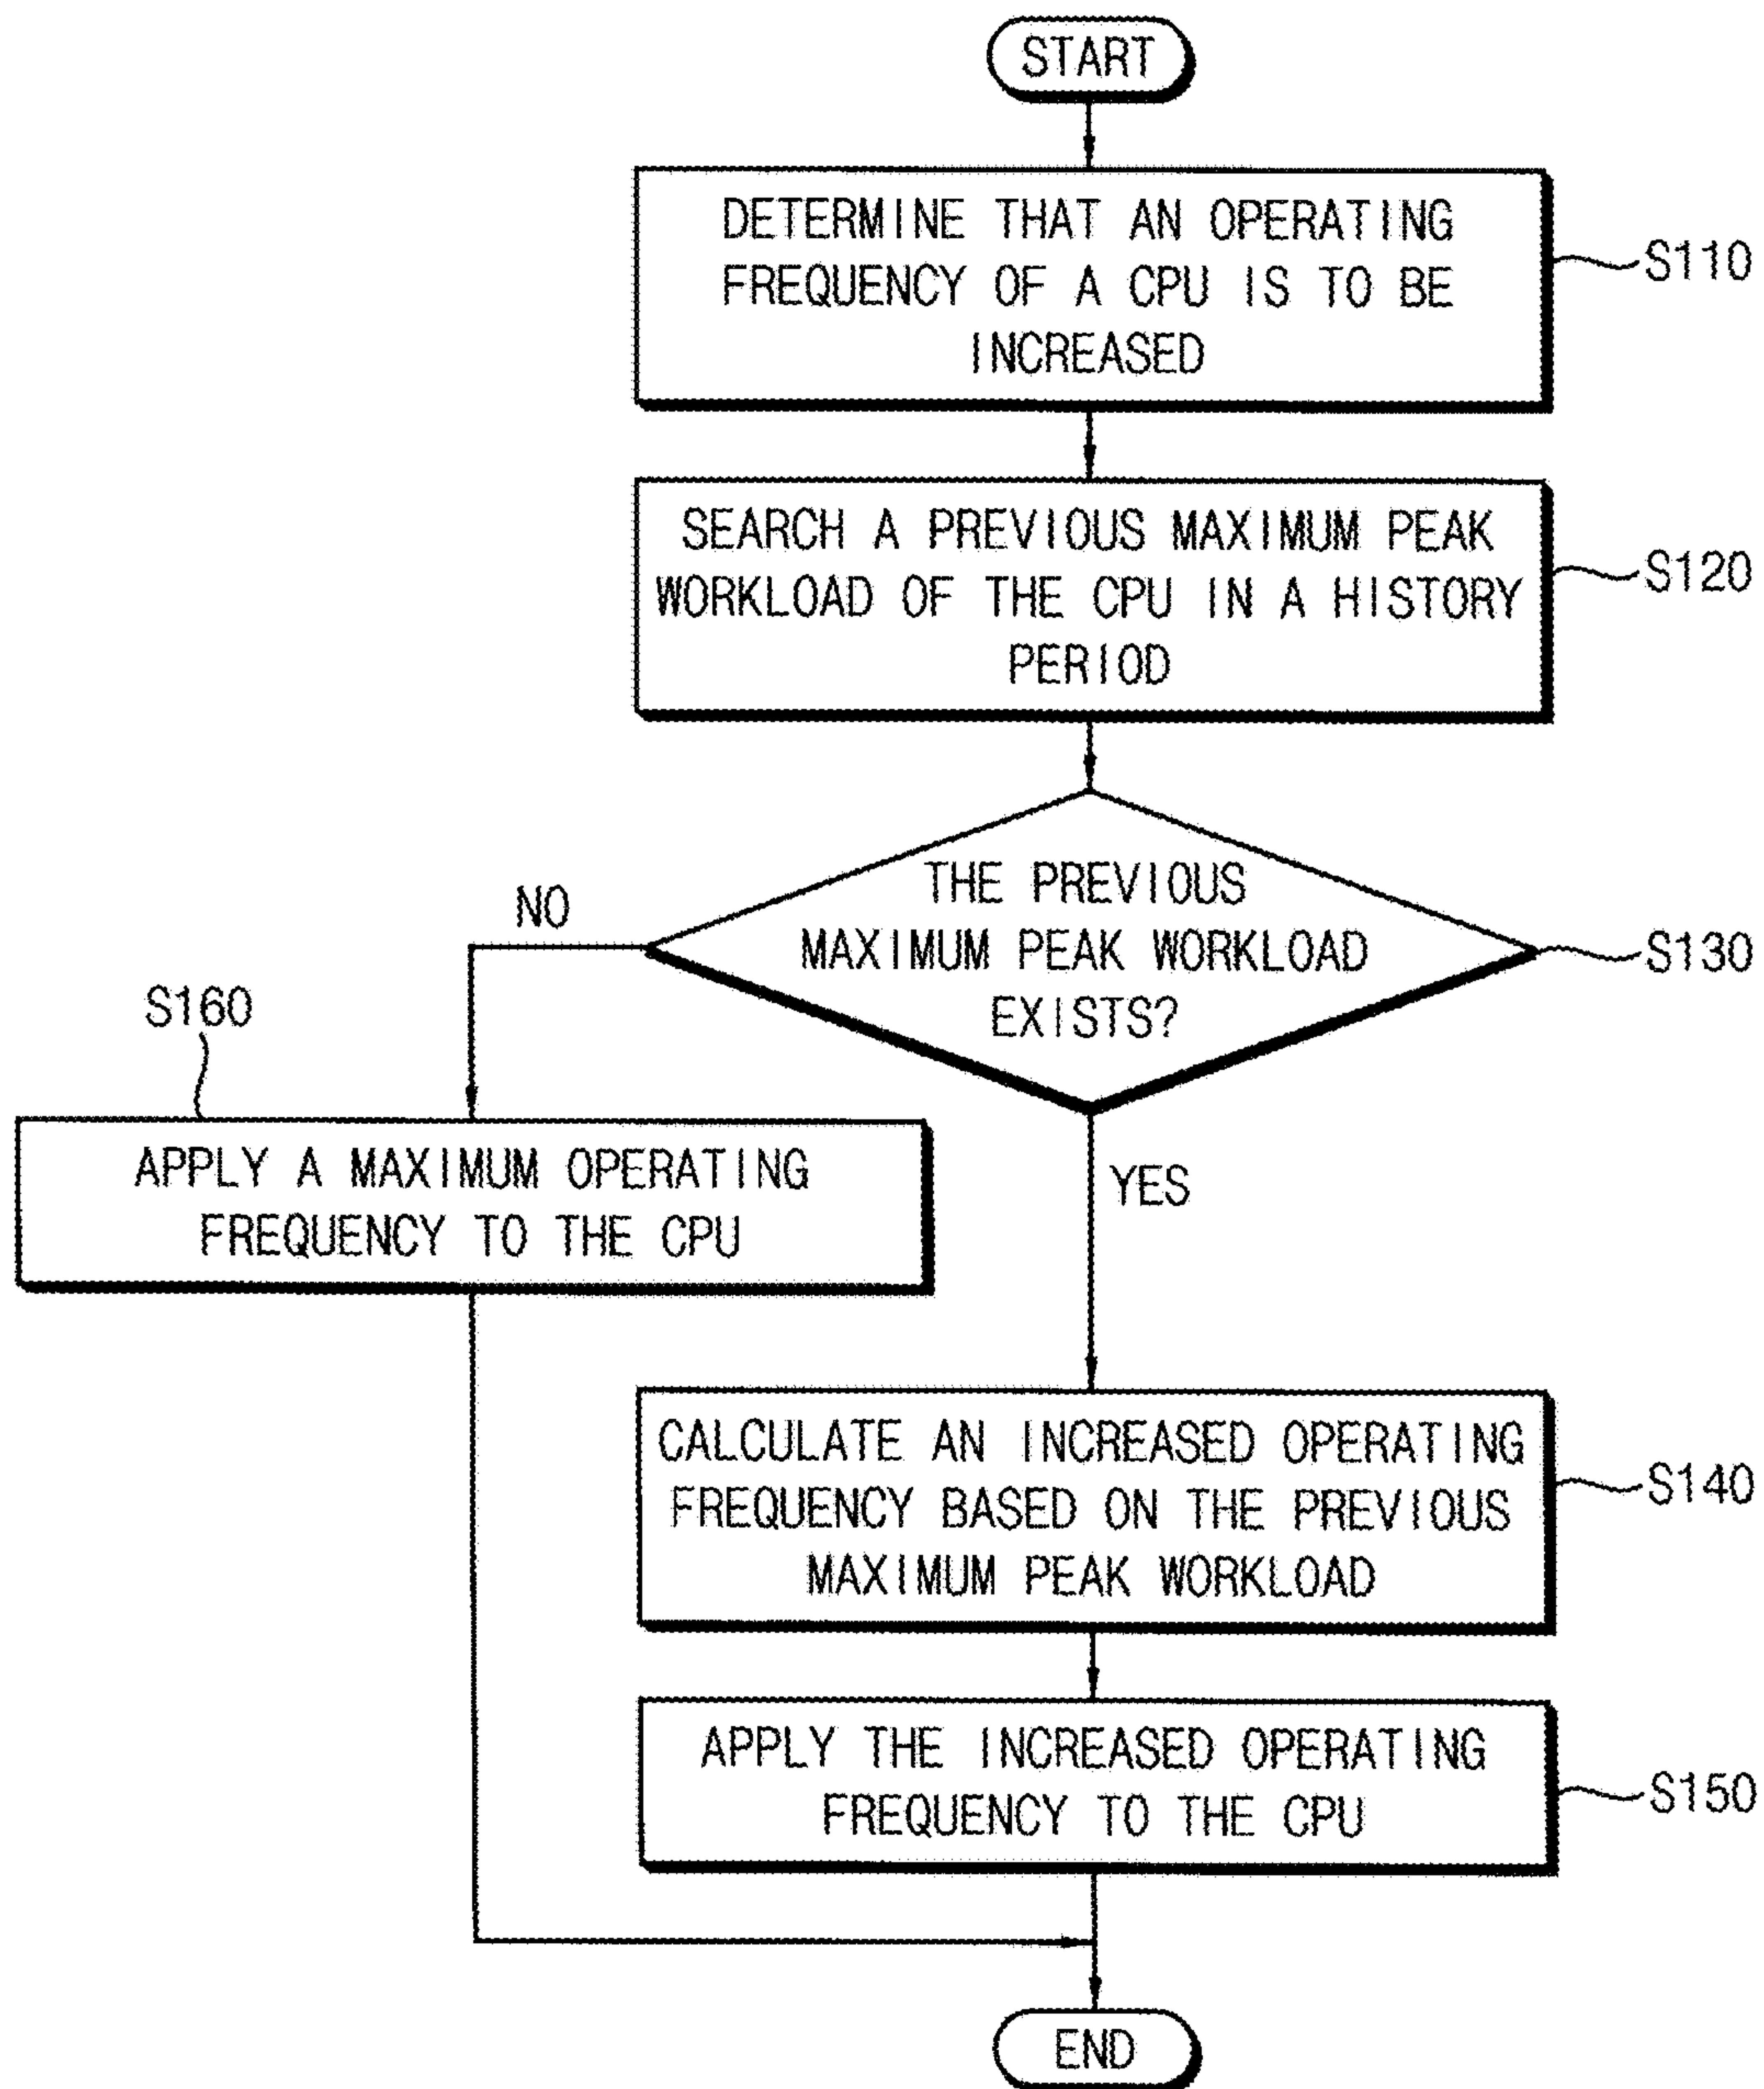 START
DETERMINE THAT AN OPERATING
FREQUENCY OF A CPU IS TO BE
INCREASED
S110
SEARCH A PREVIOUS MAXIMUM PEAK
WORKLOAD OF THE CPU IN A HISTORY
PERIOD
S120
THE PREVIOUS
MAXIMUM PEAK WORKLOAD
EXISTS?
S130
NO
S160
APPLY A MAXIMUM OPERATING
FREQUENCY TO THE CPU
YES
CALCULATE AN INCREASED OPERATING
FREQUENCY BASED ON THE PREVIOUS
MAXIMUM PEAK WORKLOAD
S140
APPLY THE INCREASED OPERATING
FREQUENCY TO THE CPU
S150
END